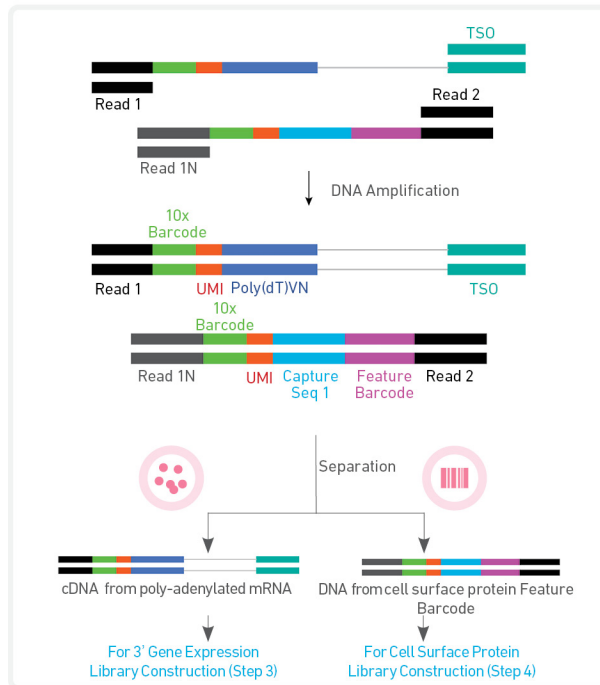 TSO
Read 1
Read 2
Read 1N
DNA Amplification
10x
Barcode
Read 1
UMI
Poly(dT)VN
TSO
10x
Barcode
Read 1N
UMI
Capture
Seq 1
Feature
Barcode
Read 2
Separation
cDNA from poly-adenylated mRNA
DNA from cell surface protein Feature
Barcode
For 3’ Gene Expression
Library Construction (Step 3)
For Cell Surface Protein
Library Construction (Step 4)